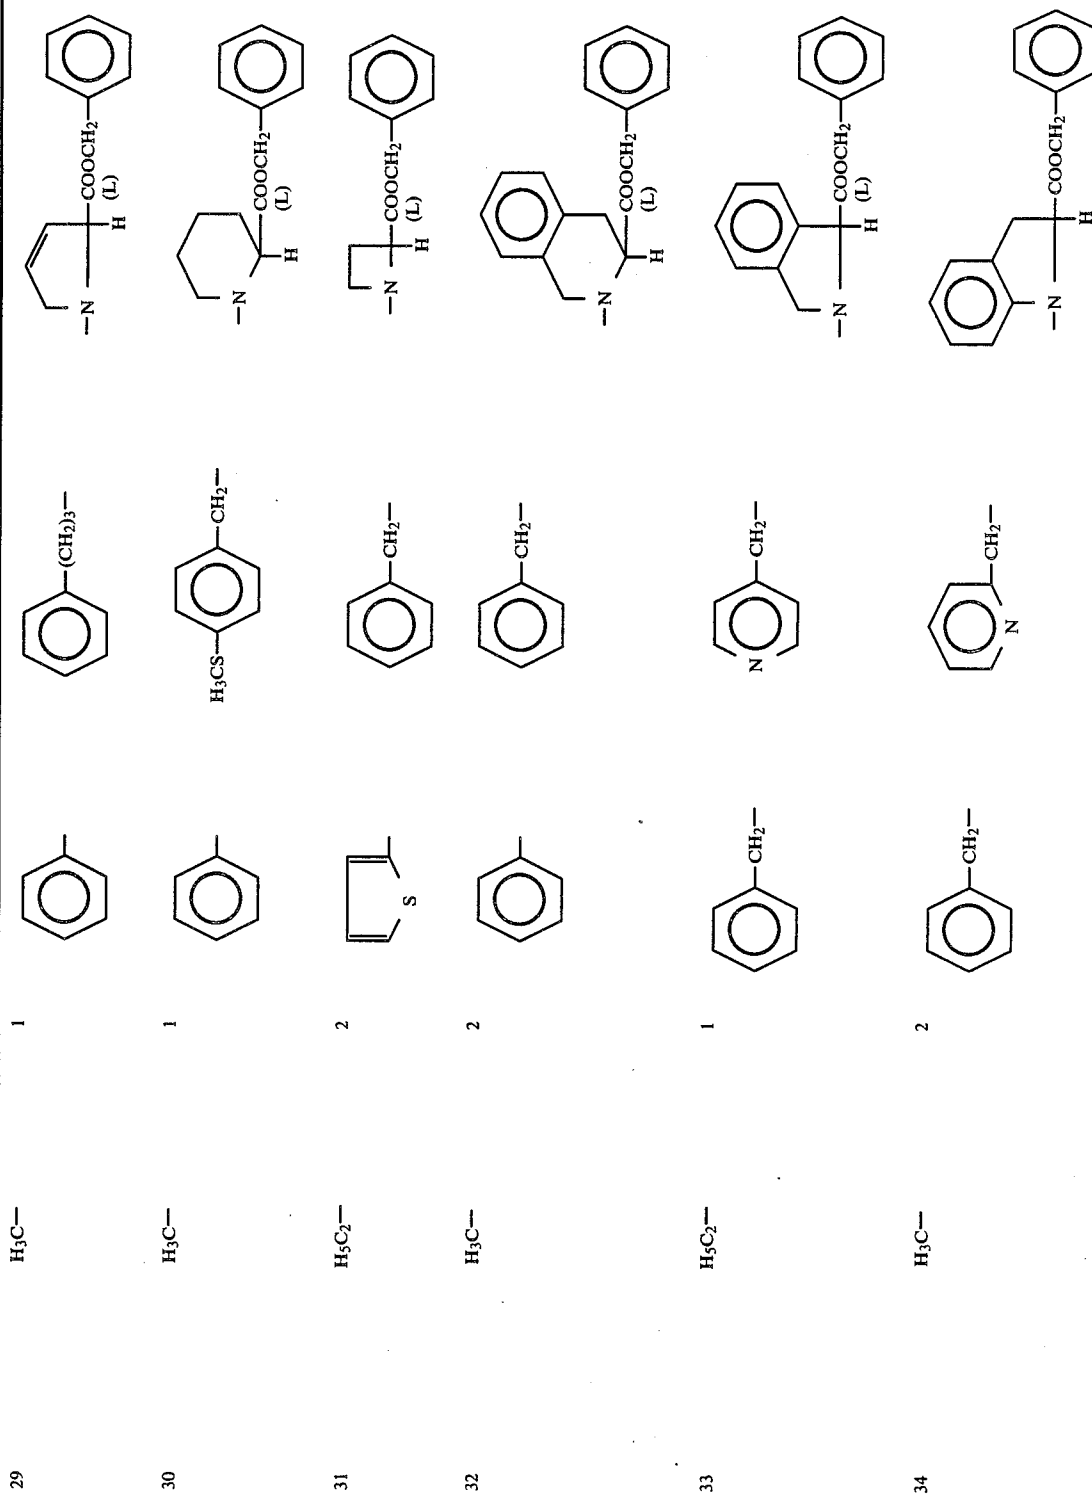 29 H₃C— 1 —(CH₂)₃— —N —COOCH₂—
(L)
H
30 H₃C— 1 H₃CS— —CH₂— —N —COOCH₂—
(L)
H
31 H₅C₂— 2 S —CH₂— —N —COOCH₂—
(L)
H
32 H₃C— 2 —CH₂— —N —COOCH₂—
(L)
H
33 H₅C₂— 1 —CH₂— N —CH₂— —N —COOCH₂—
(L)
H
34 H₃C— 2 —CH₂— N —CH₂— —N —COOCH₂—
H